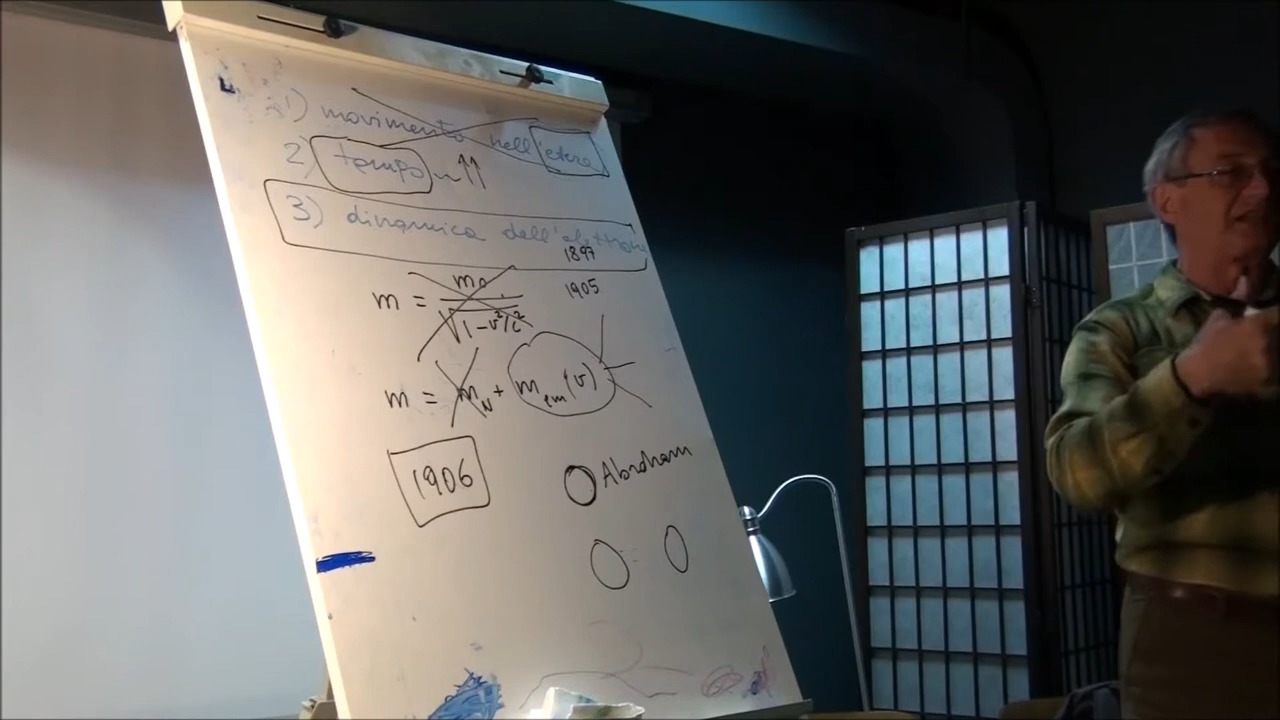 1) movimento nell'etere
2) tempo ~ ↑↑
3) dinamica dell'elettrone
1897
m = m₀ / √1-v²/c²
1905
m = m_N + m_em (v)
1906
Abraham